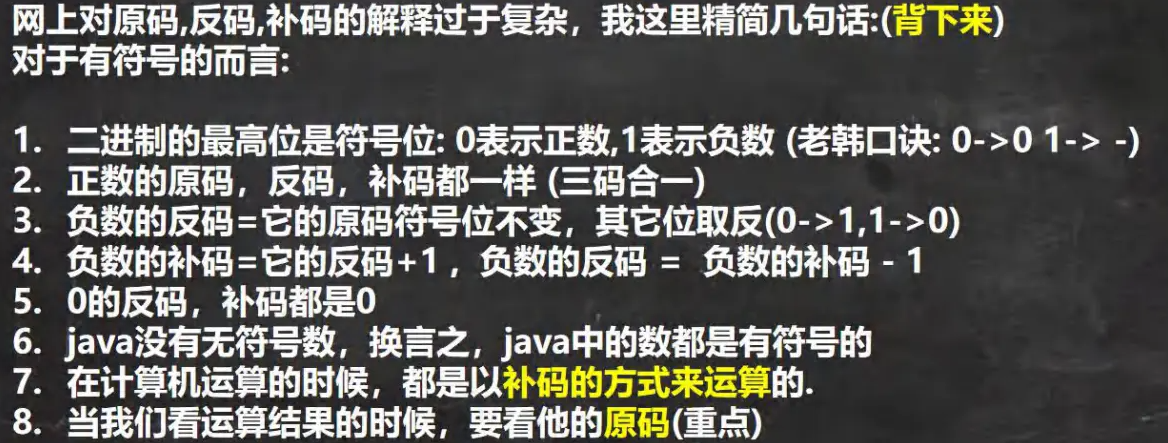 网上对原码,反码,补码的解释过于复杂，我这里精简几句话:(背下来)
对于有符号的而言:
1. 二进制的最高位是符号位: 0表示正数,1表示负数 (老韩口诀: 0->0 1-> -)
2. 正数的原码，反码，补码都一样 (三码合一)
3. 负数的反码=它的原码符号位不变，其它位取反(0->1,1->0)
4. 负数的补码=它的反码+1 ，负数的反码 = 负数的补码 - 1
5. 0的反码，补码都是0
6. java没有无符号数，换言之，java中的数都是有符号的
7. 在计算机运算的时候，都是以补码的方式来运算的.
8. 当我们看运算结果的时候，要看他的原码(重点)